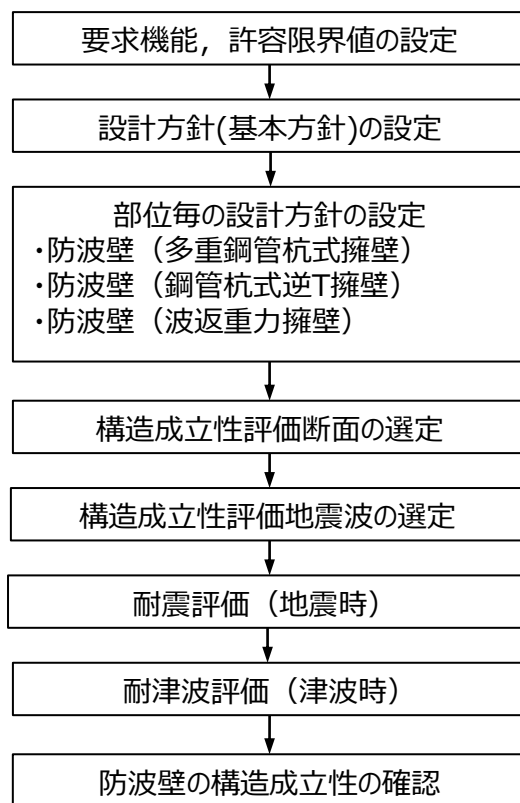 要求機能，許容限界値の設定
設計方針(基本方針)の設定
部位毎の設計方針の設定
・防波壁（多重鋼管杭式擁壁）
・防波壁（鋼管杭式逆T擁壁）
・防波壁（波返重力擁壁）
構造成立性評価断面の選定
構造成立性評価地震波の選定
耐震評価（地震時）
耐津波評価（津波時）
防波壁の構造成立性の確認